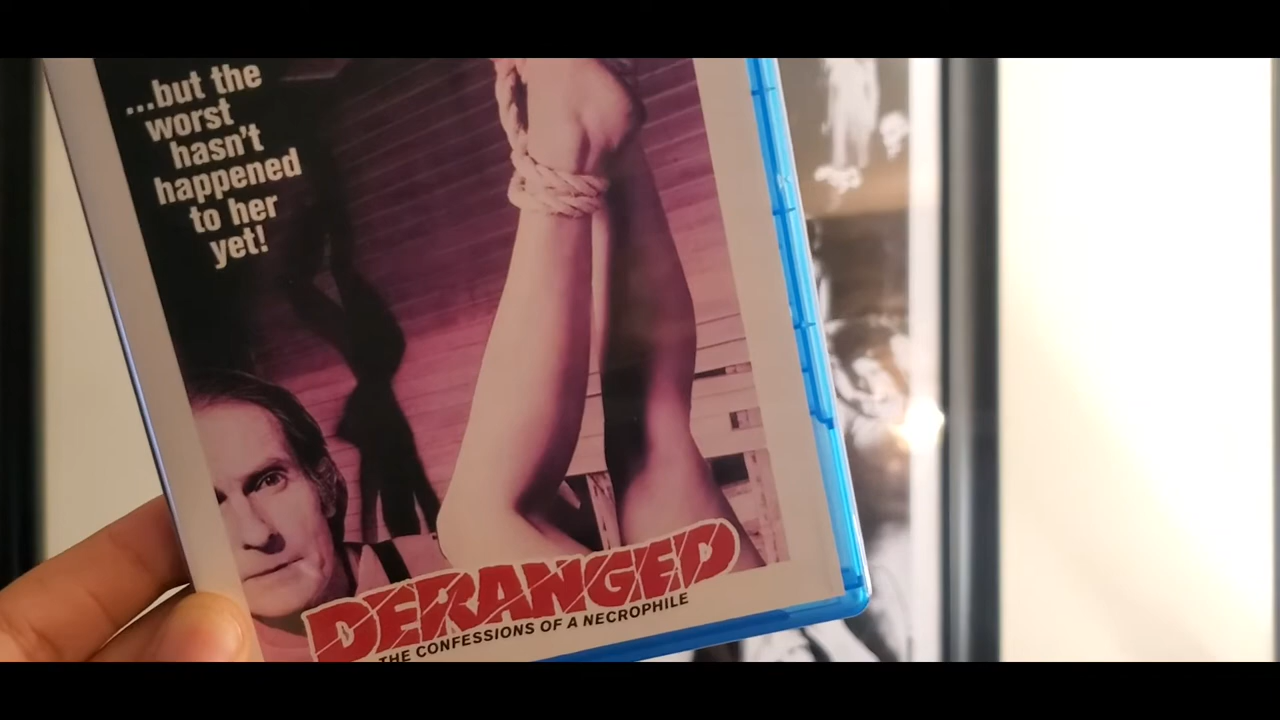 ...but the
worst
hasn't
happened
to her
yet!
DERANGED
THE CONFESSIONS OF A NECROPHILE